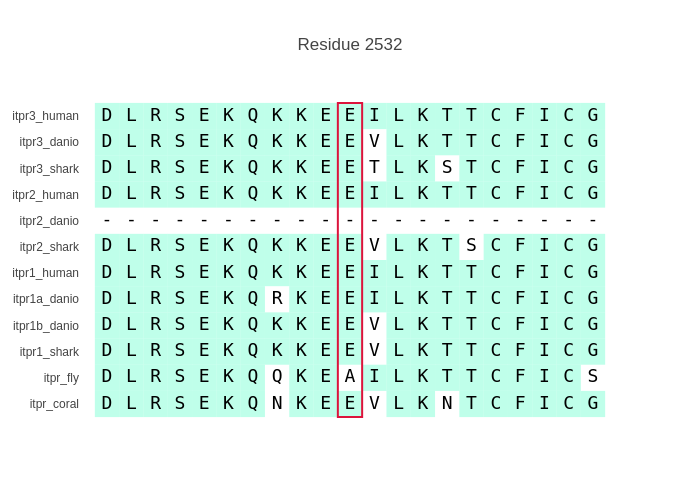 Residue 2532
itpr3_human D L R S E K Q K K E E I L K T T C F I C G
itpr3_danio D L R S E K Q K K E E V L K T T C F I C G
itpr3_shark D L R S E K Q K K E E T L K S T C F I C G
itpr2_human D L R S E K Q K K E E I L K T T C F I C G
itpr2_danio - - - - - - - - - - - - - - - - - - - - -
itpr2_shark D L R S E K Q K K E E V L K T S C F I C G
itpr1_human D L R S E K Q K K E E I L K T T C F I C G
itpr1a_danio D L R S E K Q R K E E I L K T T C F I C G
itpr1b_danio D L R S E K Q K K E E V L K T T C F I C G
itpr1_shark D L R S E K Q K K E E V L K T T C F I C G
itpr_fly D L R S E K Q Q K E A I L K T T C F I C S
itpr_coral D L R S E K Q N K E E V L K N T C F I C G